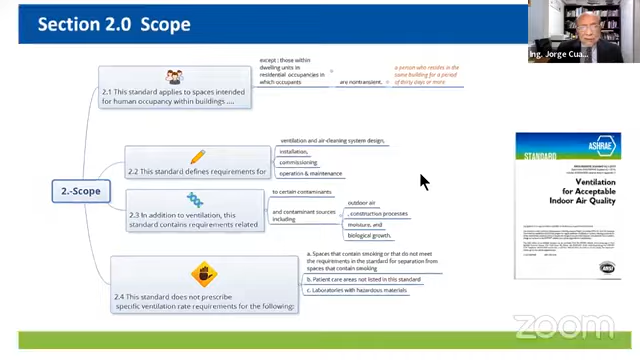 Section 2.0 Scope
Ing. Jorge Cua...
2.-Scope
2.1 This standard applies to spaces intended
for human occupancy within buildings ....
except : those within
dwelling units in
residential occupancies in
which occupants
are nontransient.
a person who resides in the
same building for a period
of thirty days or more
2.2 This standard defines requirements for
ventilation and air-cleaning system design,
installation,
commissioning
operation & maintenance
2.3 In addition to ventilation, this
standard contains requirements related
to certain contaminants
and contaminant sources
including
outdoor air
, construction processes
moisture, and
biological growth.
2.4 This standard does not prescribe
specific ventilation rate requirements for the following:
a. Spaces that contain smoking or that do not meet
the requirements in the standard for separation from
spaces that contain smoking
b. Patient care areas not listed in this standard
c. Laboratories with hazardous materials
STANDARD
ASHRAE
Ventilation
for Acceptable
Indoor Air Quality
ANSI
zoom